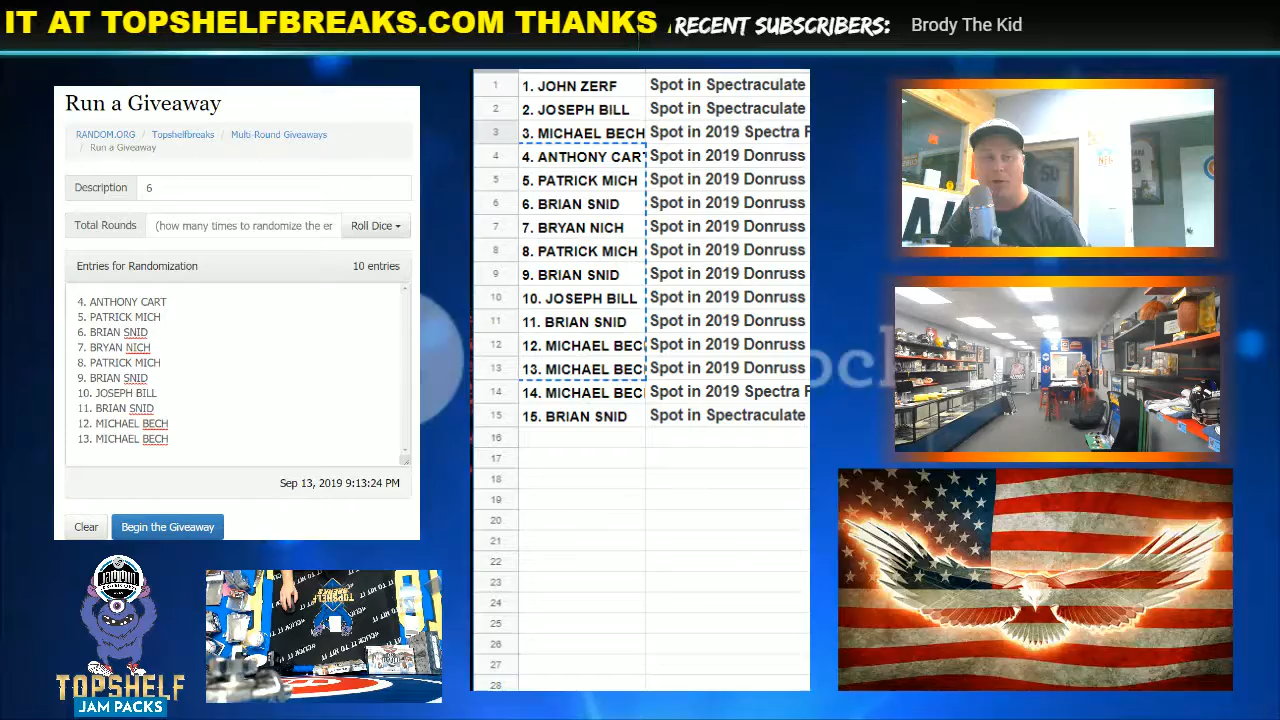 IT AT TOPSHELFBREAKS.COM THANKS
RECENT SUBSCRIBERS: Brody The Kid
Run a Giveaway
RANDOM.ORG / Topshelfbreaks / Multi-Round Giveaways
Run a Giveaway
Description 6
Total Rounds (how many times to randomize the er Roll Dice
Entries for Randomization 10 entries
4. ANTHONY CART
5. PATRICK MICH
6. BRIAN SNID
7. BRYAN NICH
8. PATRICK MICH
9. BRIAN SNID
10. JOSEPH BILL
11. BRIAN SNID
12. MICHAEL BECH
13. MICHAEL BECH
Sep 13, 2019 9:13:24 PM
Clear Begin the Giveaway
JAMMIN
TOPSHELF
JAM PACKS
1 1. JOHN ZERF Spot in Spectraculate
2 2. JOSEPH BILL Spot in Spectraculate
3 3. MICHAEL BECH Spot in 2019 Spectra F
4 4. ANTHONY CART Spot in 2019 Donruss
5 5. PATRICK MICH Spot in 2019 Donruss
6 6. BRIAN SNID Spot in 2019 Donruss
7 7. BRYAN NICH Spot in 2019 Donruss
8 8. PATRICK MICH Spot in 2019 Donruss
9 9. BRIAN SNID Spot in 2019 Donruss
10 10. JOSEPH BILL Spot in 2019 Donruss
11 11. BRIAN SNID Spot in 2019 Donruss
12 12. MICHAEL BEC Spot in 2019 Donruss
13 13. MICHAEL BEC Spot in 2019 Donruss
14 14. MICHAEL BEC Spot in 2019 Spectra F
15 15. BRIAN SNID Spot in Spectraculate
16
17
18
19
20
21
22
23
24
25
26
27
28